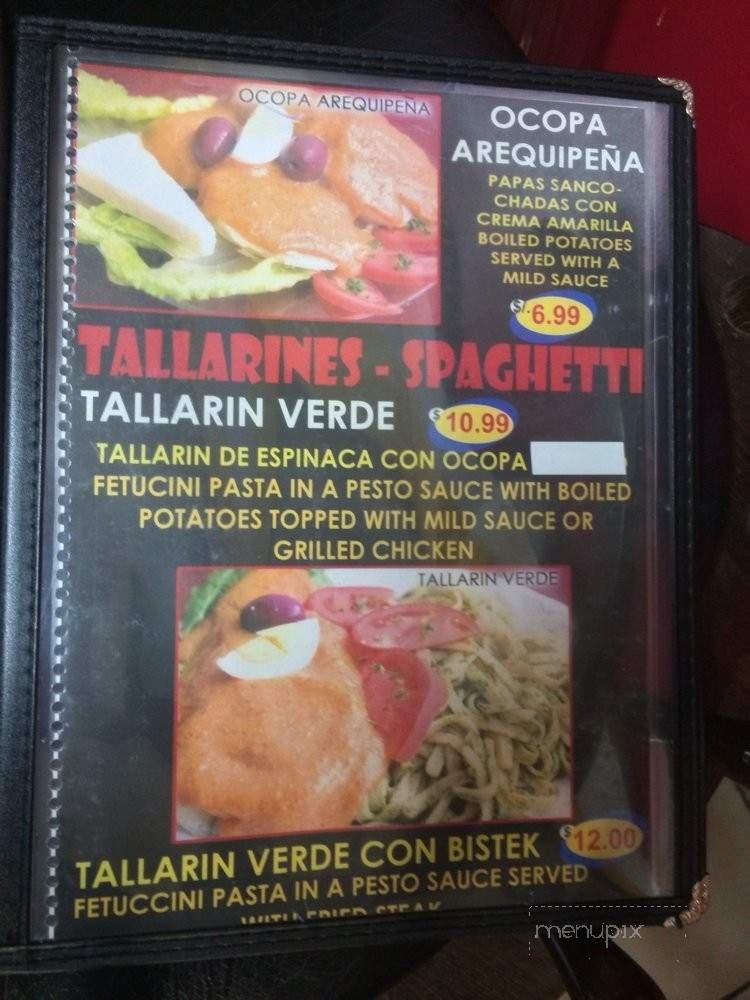 OCOPA AREQUIPEÑA
OCOPA
AREQUIPEÑA
PAPAS SANCO-
CHADAS CON
CREMA AMARILLA
BOILED POTATOES
SERVED WITH A
MILD SAUCE
S/.6.99
TALLARINES - SPAGHETTI
TALLARIN VERDE $10.99
TALLARIN DE ESPINACA CON OCOPA
FETUCINI PASTA IN A PESTO SAUCE WITH BOILED
POTATOES TOPPED WITH MILD SAUCE OR
GRILLED CHICKEN
TALLARIN VERDE
TALLARIN VERDE CON BISTEK $12.00
FETUCCINI PASTA IN A PESTO SAUCE SERVED
WITH FRIED STEAK
menupix